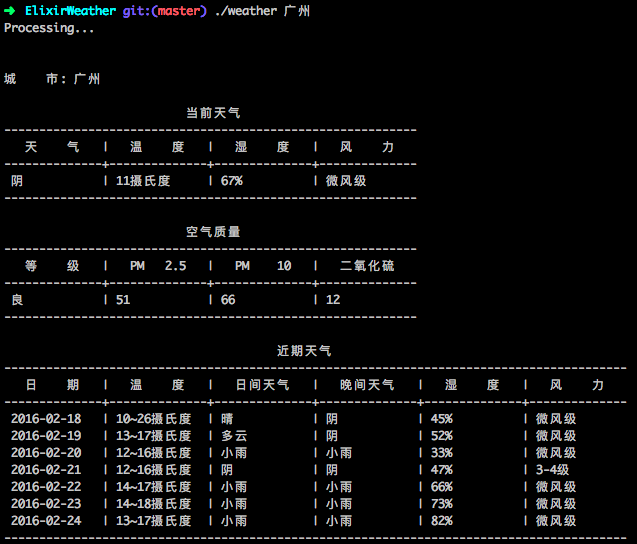 ➜ ElixirWeather git:(master) ./weather 广州
Processing...
城 市: 广州
当前天气
天 气 | 温 度 | 湿 度 | 风 力
阴 | 11摄氏度 | 67% | 微风级
空气质量
等 级 | PM 2.5 | PM 10 | 二氧化硫
良 | 51 | 66 | 12
近期天气
日 期 | 温 度 | 日间天气 | 晚间天气 | 湿 度 | 风 力
2016-02-18 | 10~26摄氏度 | 晴 | 阴 | 45% | 微风级
2016-02-19 | 13~17摄氏度 | 多云 | 阴 | 52% | 微风级
2016-02-20 | 12~16摄氏度 | 小雨 | 小雨 | 33% | 微风级
2016-02-21 | 12~16摄氏度 | 阴 | 阴 | 47% | 3-4级
2016-02-22 | 14~17摄氏度 | 小雨 | 小雨 | 66% | 微风级
2016-02-23 | 14~18摄氏度 | 小雨 | 小雨 | 73% | 微风级
2016-02-24 | 13~17摄氏度 | 小雨 | 小雨 | 82% | 微风级